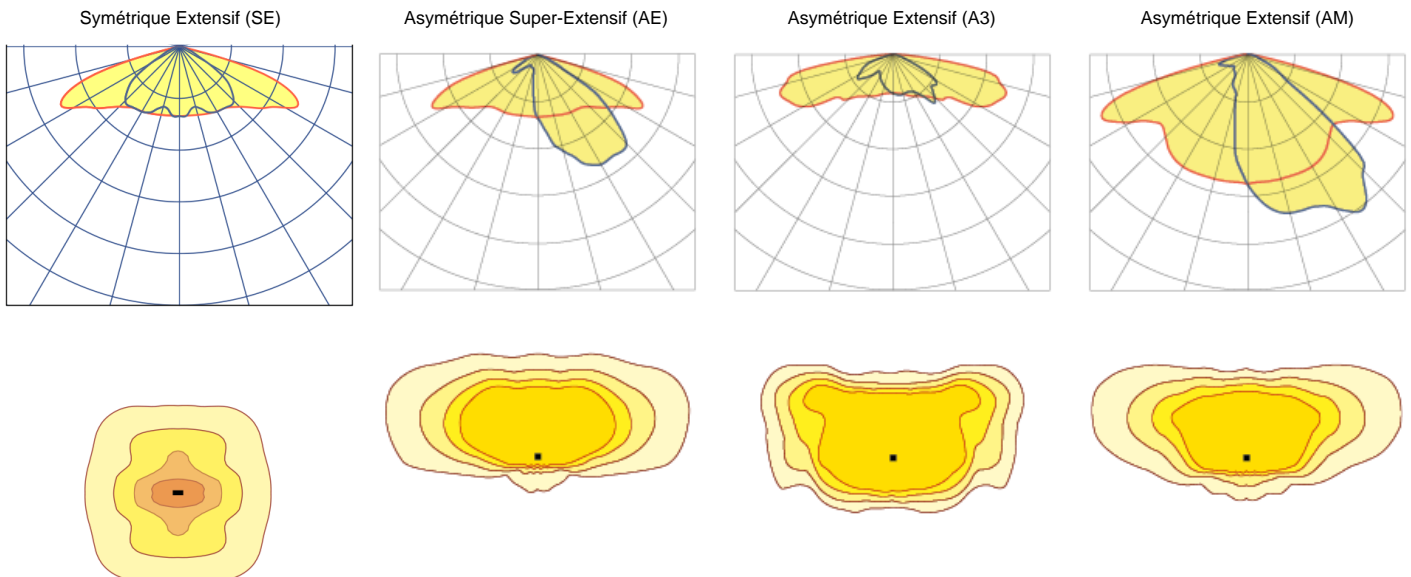 Symétrique Extensif (SE)
Asymétrique Super-Extensif (AE)
Asymétrique Extensif (A3)
Asymétrique Extensif (AM)